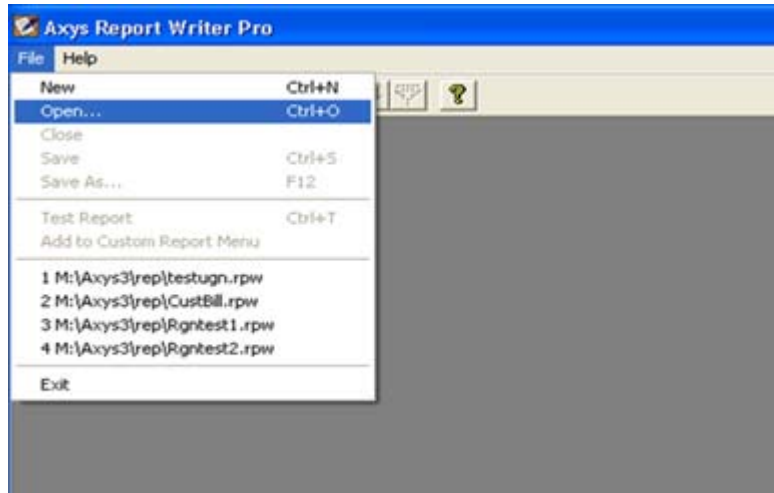 Axys Report Writer Pro
File Help
New Ctrl+N
Open... Ctrl+O
Close
Save Ctrl+S
Save As... F12
Test Report Ctrl+T
Add to Custom Report Menu
1 M:\Axys3\rep\testugn.rpw
2 M:\Axys3\rep\CustBill.rpw
3 M:\Axys3\rep\Rgntest1.rpw
4 M:\Axys3\rep\Rgntest2.rpw
Exit